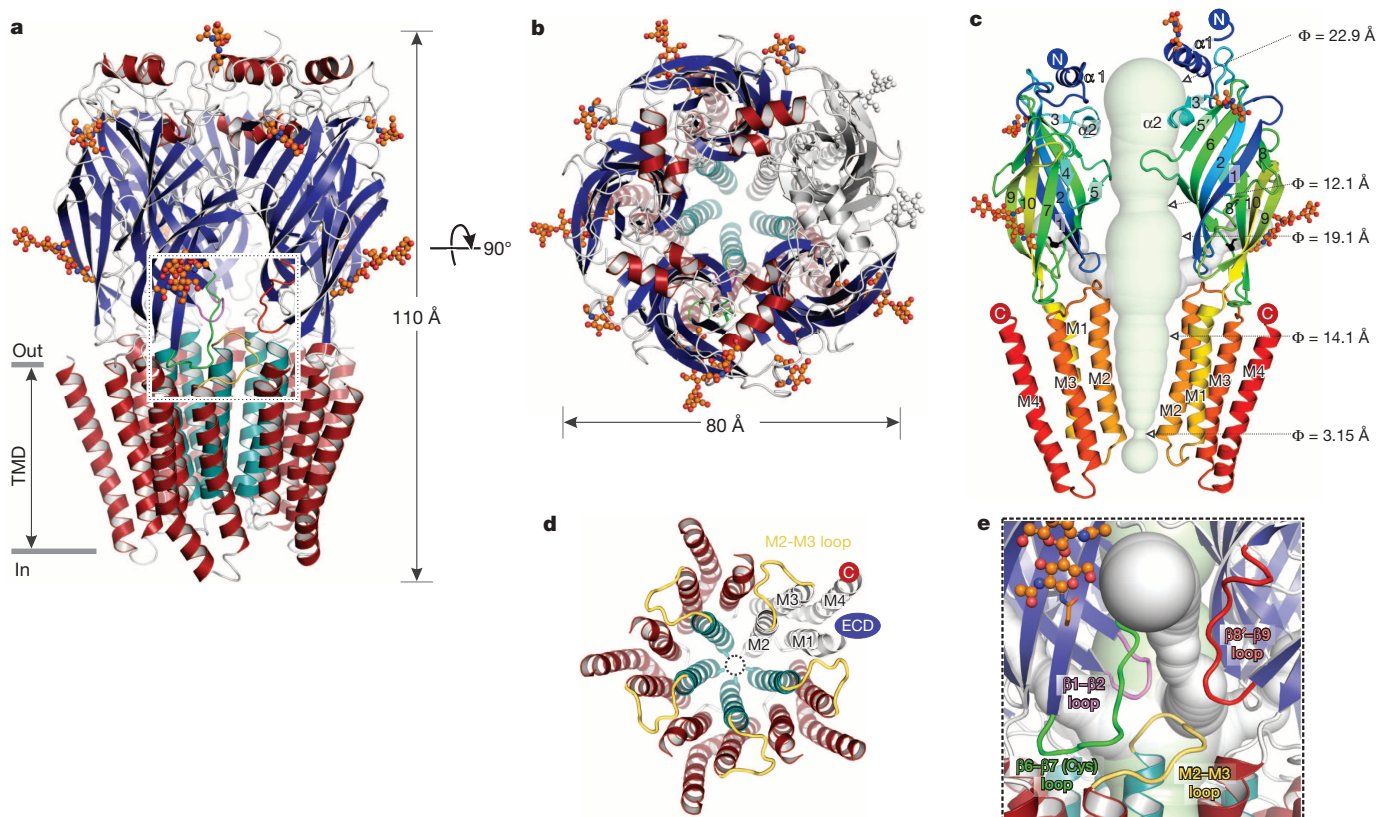 a
110 Å
90°
Out
TMD
In
b
80 Å
c
N
α1
N
α1
Φ = 22.9 Å
3
α2
α2
3
5′
6
2
1
8
4
5
2
7
10
9
1
8′
10
9
Φ = 12.1 Å
Φ = 19.1 Å
C
C
M1
M3
M2
M4
M3
M1
M2
M4
Φ = 14.1 Å
Φ = 3.15 Å
d
M2-M3 loop
C
M3
M4
ECD
M2
M1
e
β8′–β9
loop
β1–β2
loop
β6–β7 (Cys)
loop
M2–M3
loop